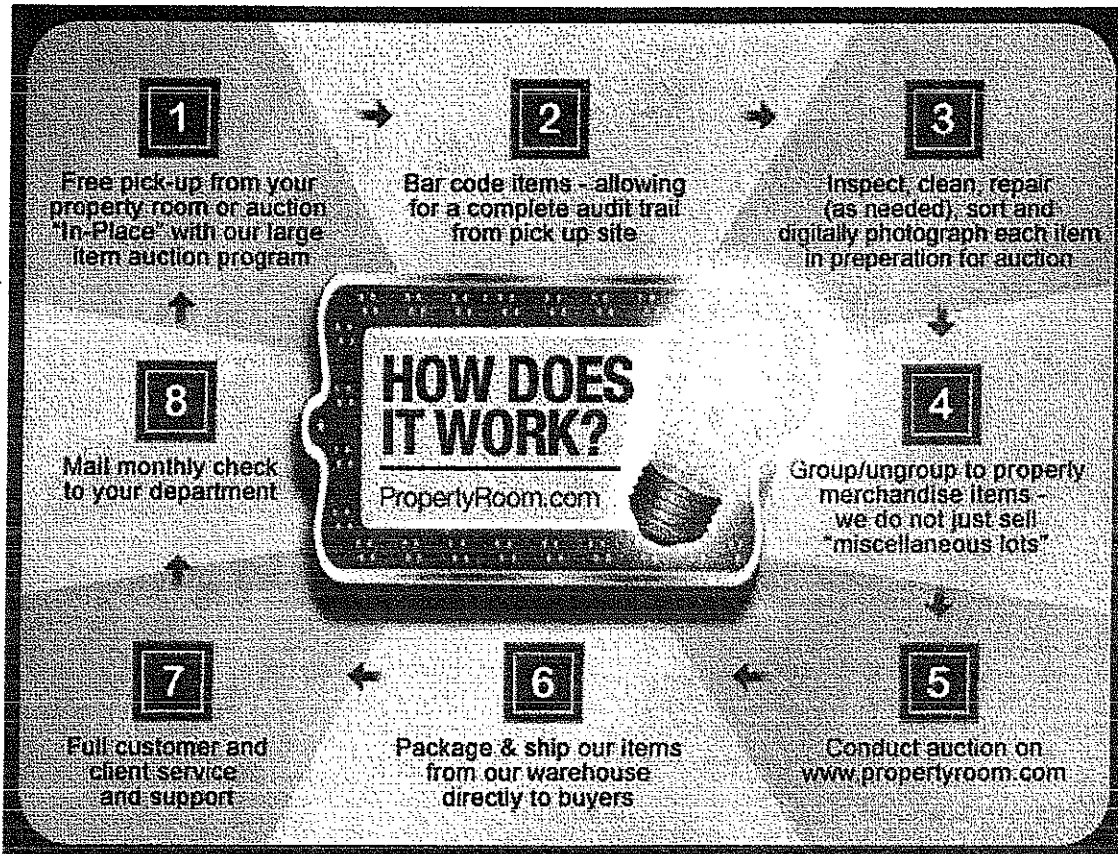 1
Free pick-up from your
property room or auction
"In-Place" with our large
item auction program
2
Bar code items - allowing
for a complete audit trail
from pick up site
3
Inspect, clean, repair
(as needed), sort and
digitally photograph each item
in preperation for auction
HOW DOES
IT WORK?
PropertyRoom.com
4
Group/ungroup to properly
merchandise items -
we do not just sell
"miscellaneous lots"
5
Conduct auction on
www.propertyroom.com
6
Package & ship our items
from our warehouse
directly to buyers
7
Full customer and
client service
and support
8
Mail monthly check
to your department